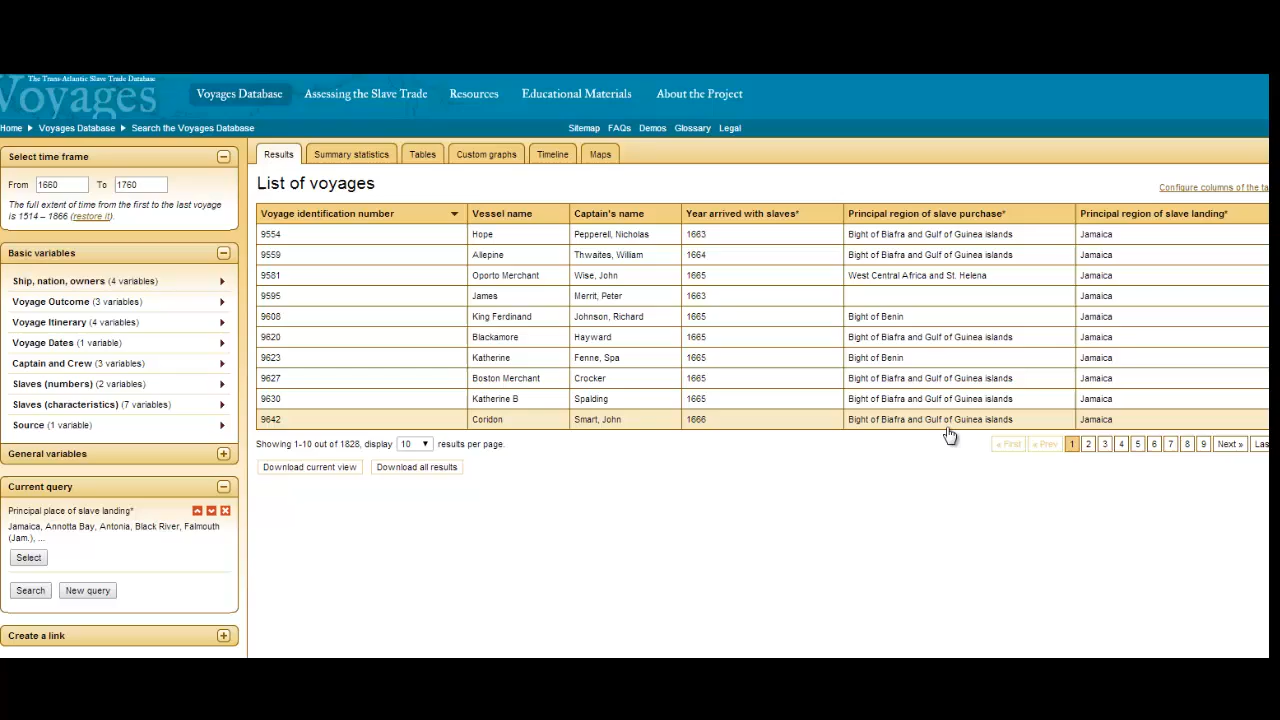 The Trans-Atlantic Slave Trade Database
Voyages
Voyages Database Assessing the Slave Trade Resources Educational Materials About the Project
Home Voyages Database Search the Voyages Database Sitemap FAQs Demos Glossary Legal
Select time frame
From 1660 To 1760
The full extent of time from the first to the last voyage
is 1514 – 1866 (restore it).
Basic variables
Ship, nation, owners (4 variables)
Voyage Outcome (3 variables)
Voyage Itinerary (4 variables)
Voyage Dates (1 variable)
Captain and Crew (3 variables)
Slaves (numbers) (2 variables)
Slaves (characteristics) (7 variables)
Source (1 variable)
General variables
Current query
Principal place of slave landing*
Jamaica, Annotta Bay, Antonia, Black River, Falmouth
(Jam.), ...
Select
Search New query
Create a link
Results Summary statistics Tables Custom graphs Timeline Maps
List of voyages
Configure columns of the ta
Voyage identification number Vessel name Captain's name Year arrived with slaves* Principal region of slave purchase* Principal region of slave landing*
9554 Hope Pepperell, Nicholas 1663 Bight of Biafra and Gulf of Guinea islands Jamaica
9559 Allepine Thwaites, William 1664 Bight of Biafra and Gulf of Guinea islands Jamaica
9581 Oporto Merchant Wise, John 1665 West Central Africa and St. Helena Jamaica
9595 James Merrit, Peter 1663 Jamaica
9608 King Ferdinand Johnson, Richard 1665 Bight of Benin Jamaica
9620 Blackamore Hayward 1665 Bight of Biafra and Gulf of Guinea islands Jamaica
9623 Katherine Fenne, Spa 1665 Bight of Benin Jamaica
9627 Boston Merchant Crocker 1665 Bight of Biafra and Gulf of Guinea islands Jamaica
9630 Katherine B Spalding 1665 Bight of Biafra and Gulf of Guinea islands Jamaica
9642 Coridon Smart, John 1666 Bight of Biafra and Gulf of Guinea islands Jamaica
Showing 1-10 out of 1828, display 10 results per page. « First « Prev 1 2 3 4 5 6 7 8 9 Next » Las
Download current view Download all results